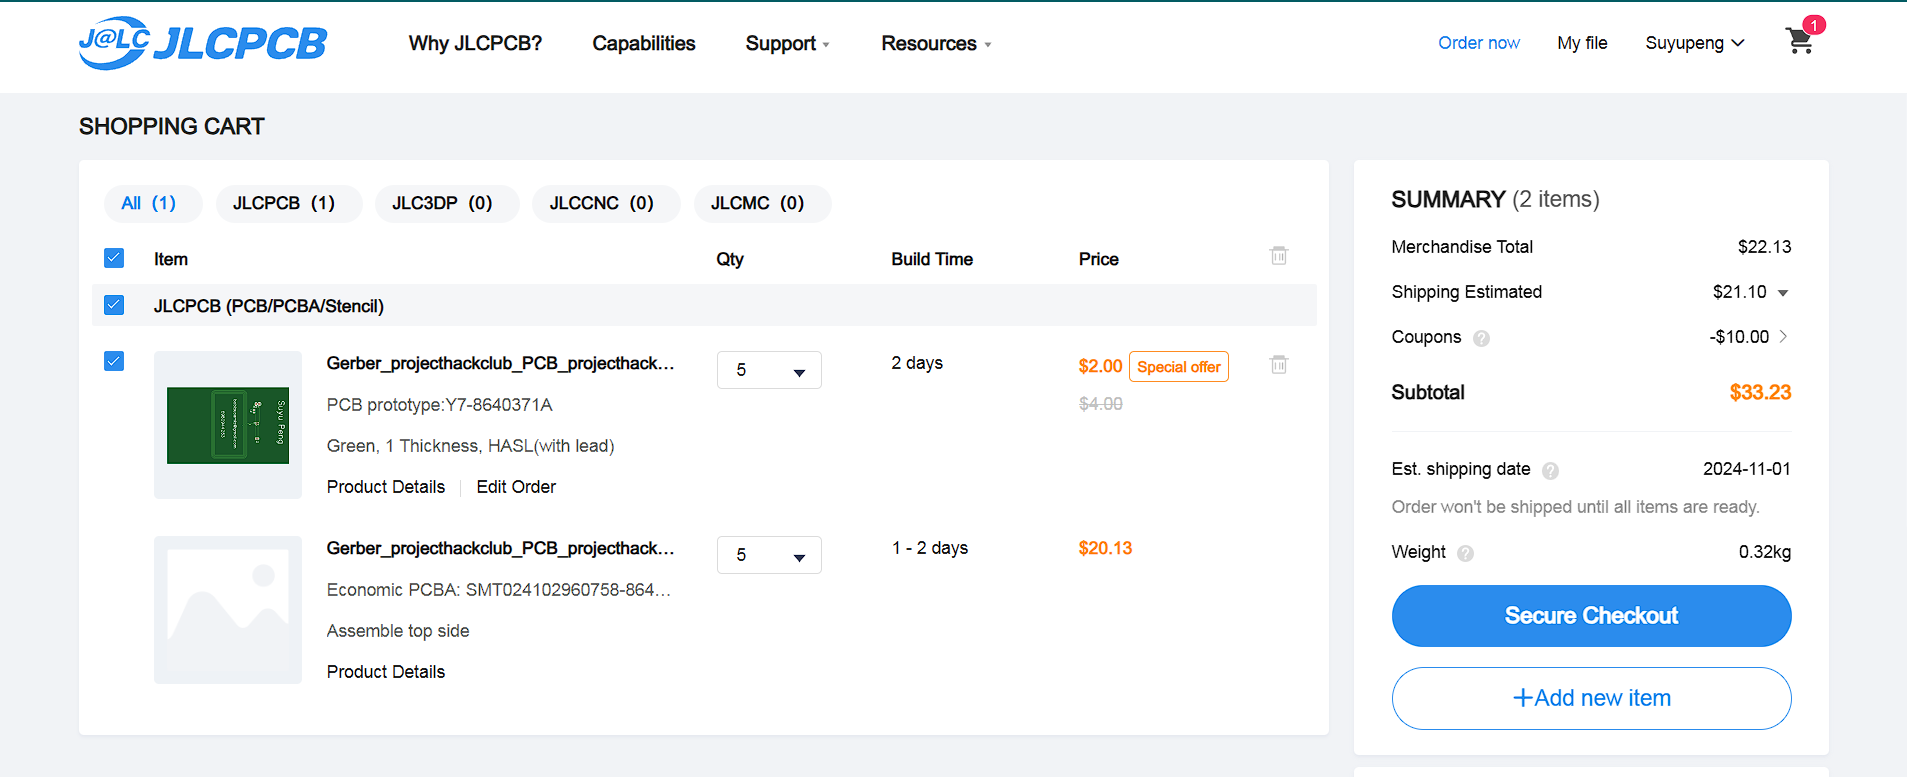 J@LC JLCPCB
Why JLCPCB? Capabilities Support Resources Order now My file Suyupeng 1
SHOPPING CART
All (1) JLCPCB (1) JLC3DP (0) JLCCNC (0) JLCMC (0)
Item Qty Build Time Price
JLCPCB (PCB/PCBA/Stencil)
Gerber_projecthackclub_PCB_projecthack... 5 2 days $2.00 Special offer
$4.00
PCB prototype:Y7-8640371A
Green, 1 Thickness, HASL(with lead)
Product Details Edit Order
Suyu Peng
Gerber_projecthackclub_PCB_projecthack... 5 1 - 2 days $20.13
Economic PCBA: SMT024102960758-864...
Assemble top side
Product Details
SUMMARY (2 items)
Merchandise Total $22.13
Shipping Estimated $21.10
Coupons ? -$10.00
Subtotal $33.23
Est. shipping date ? 2024-11-01
Order won't be shipped until all items are ready.
Weight ? 0.32kg
Secure Checkout
+Add new item